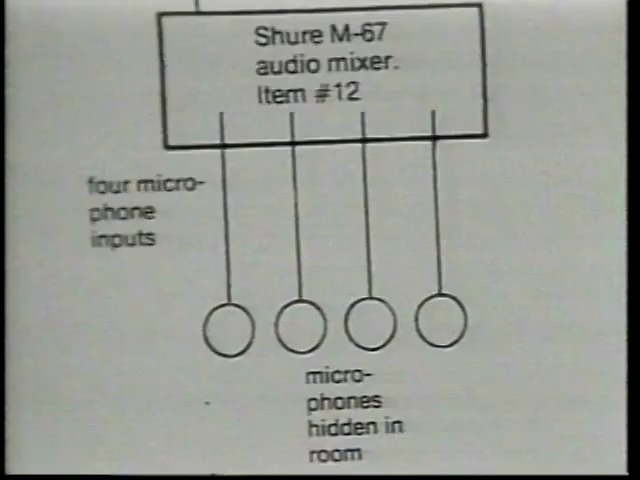 Shure M-67
audio mixer.
Item #12
four micro-
phone
inputs
micro-
phones
hidden in
room